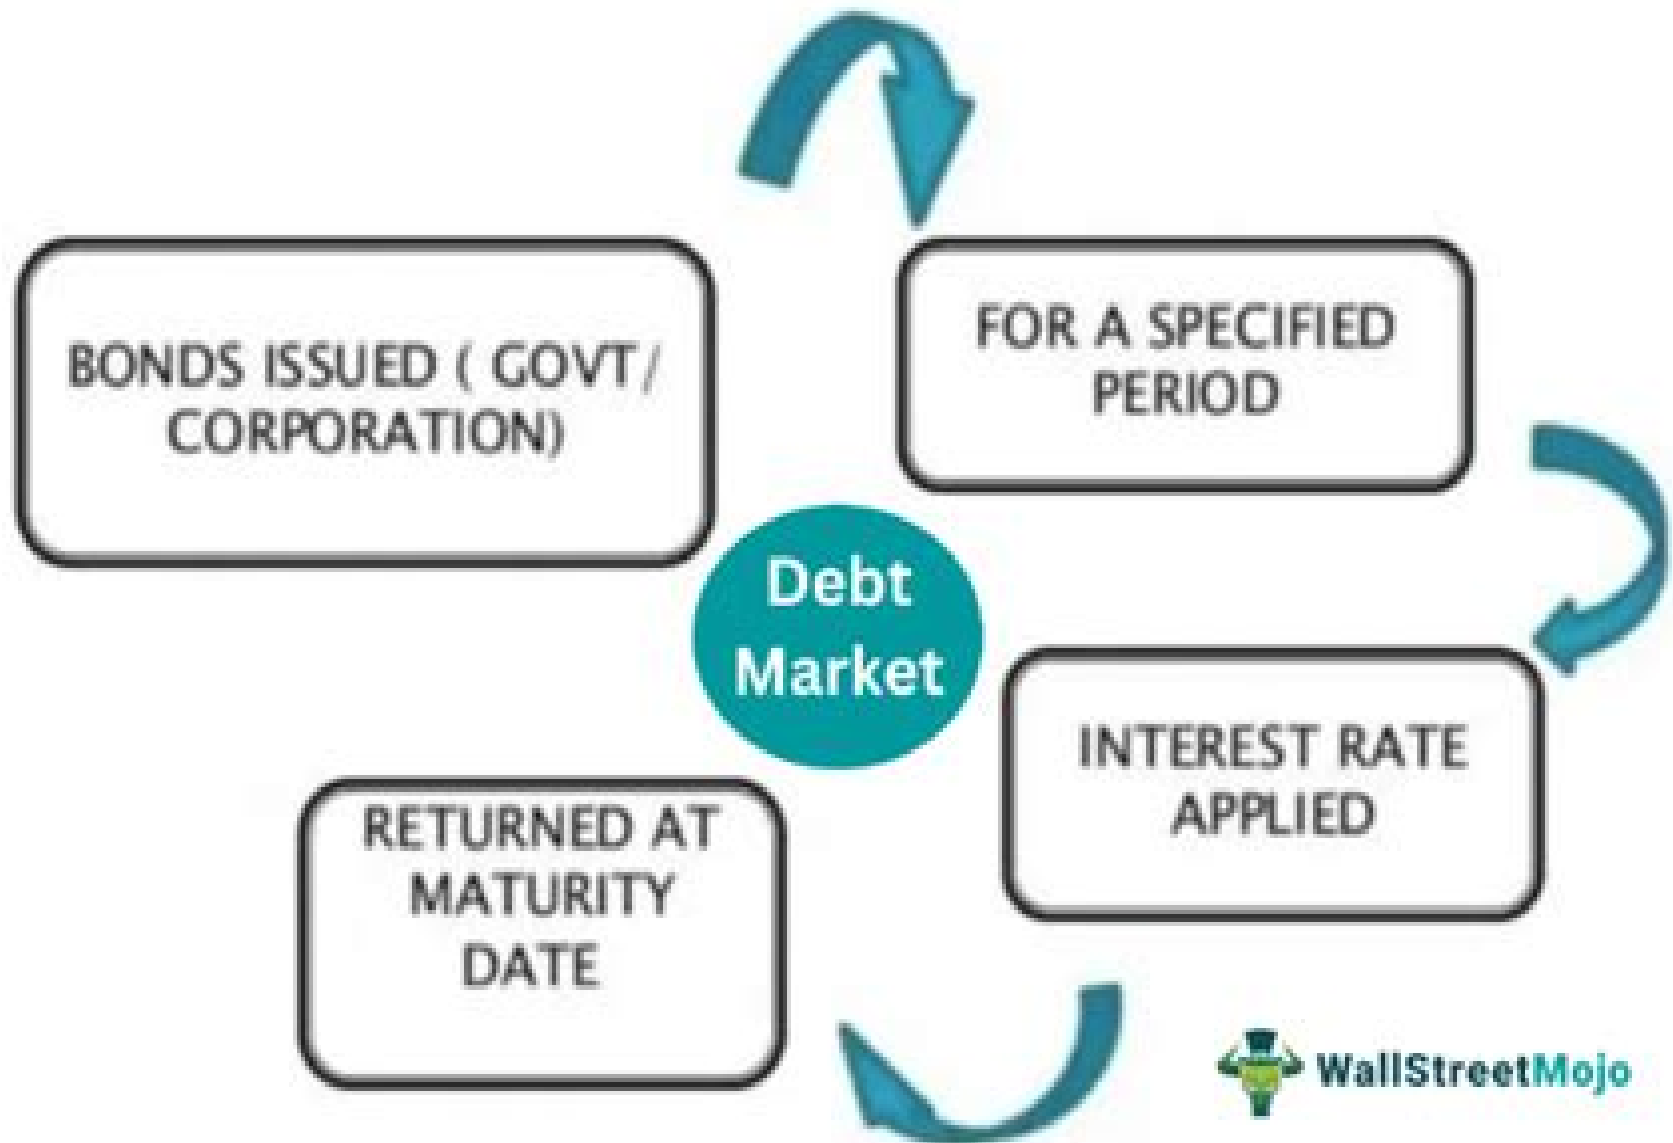 BONDS ISSUED ( GOVT/
CORPORATION)
FOR A SPECIFIED
PERIOD
Debt
Market
INTEREST RATE
APPLIED
RETURNED AT
MATURITY
DATE
WallStreetMojo